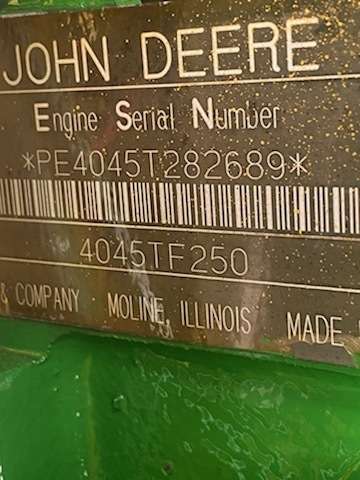 JOHN DEERE
Engine Serial Number
*PE4045T282689*
4045TF250
& COMPANY MOLINE, ILLINOIS MADE